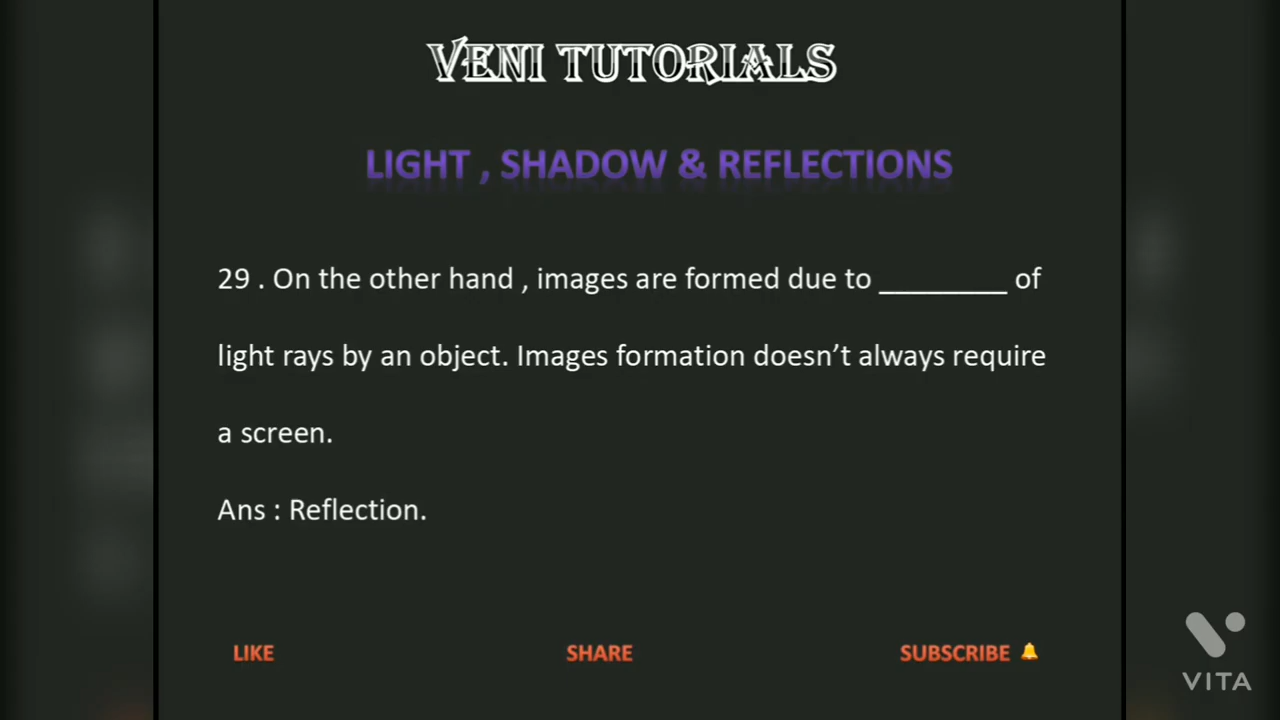 VENI TUTORIALS
LIGHT , SHADOW & REFLECTIONS
29 . On the other hand , images are formed due to ________ of
light rays by an object. Images formation doesn’t always require
a screen.
Ans : Reflection.
LIKE SHARE SUBSCRIBE 🔔
VITA